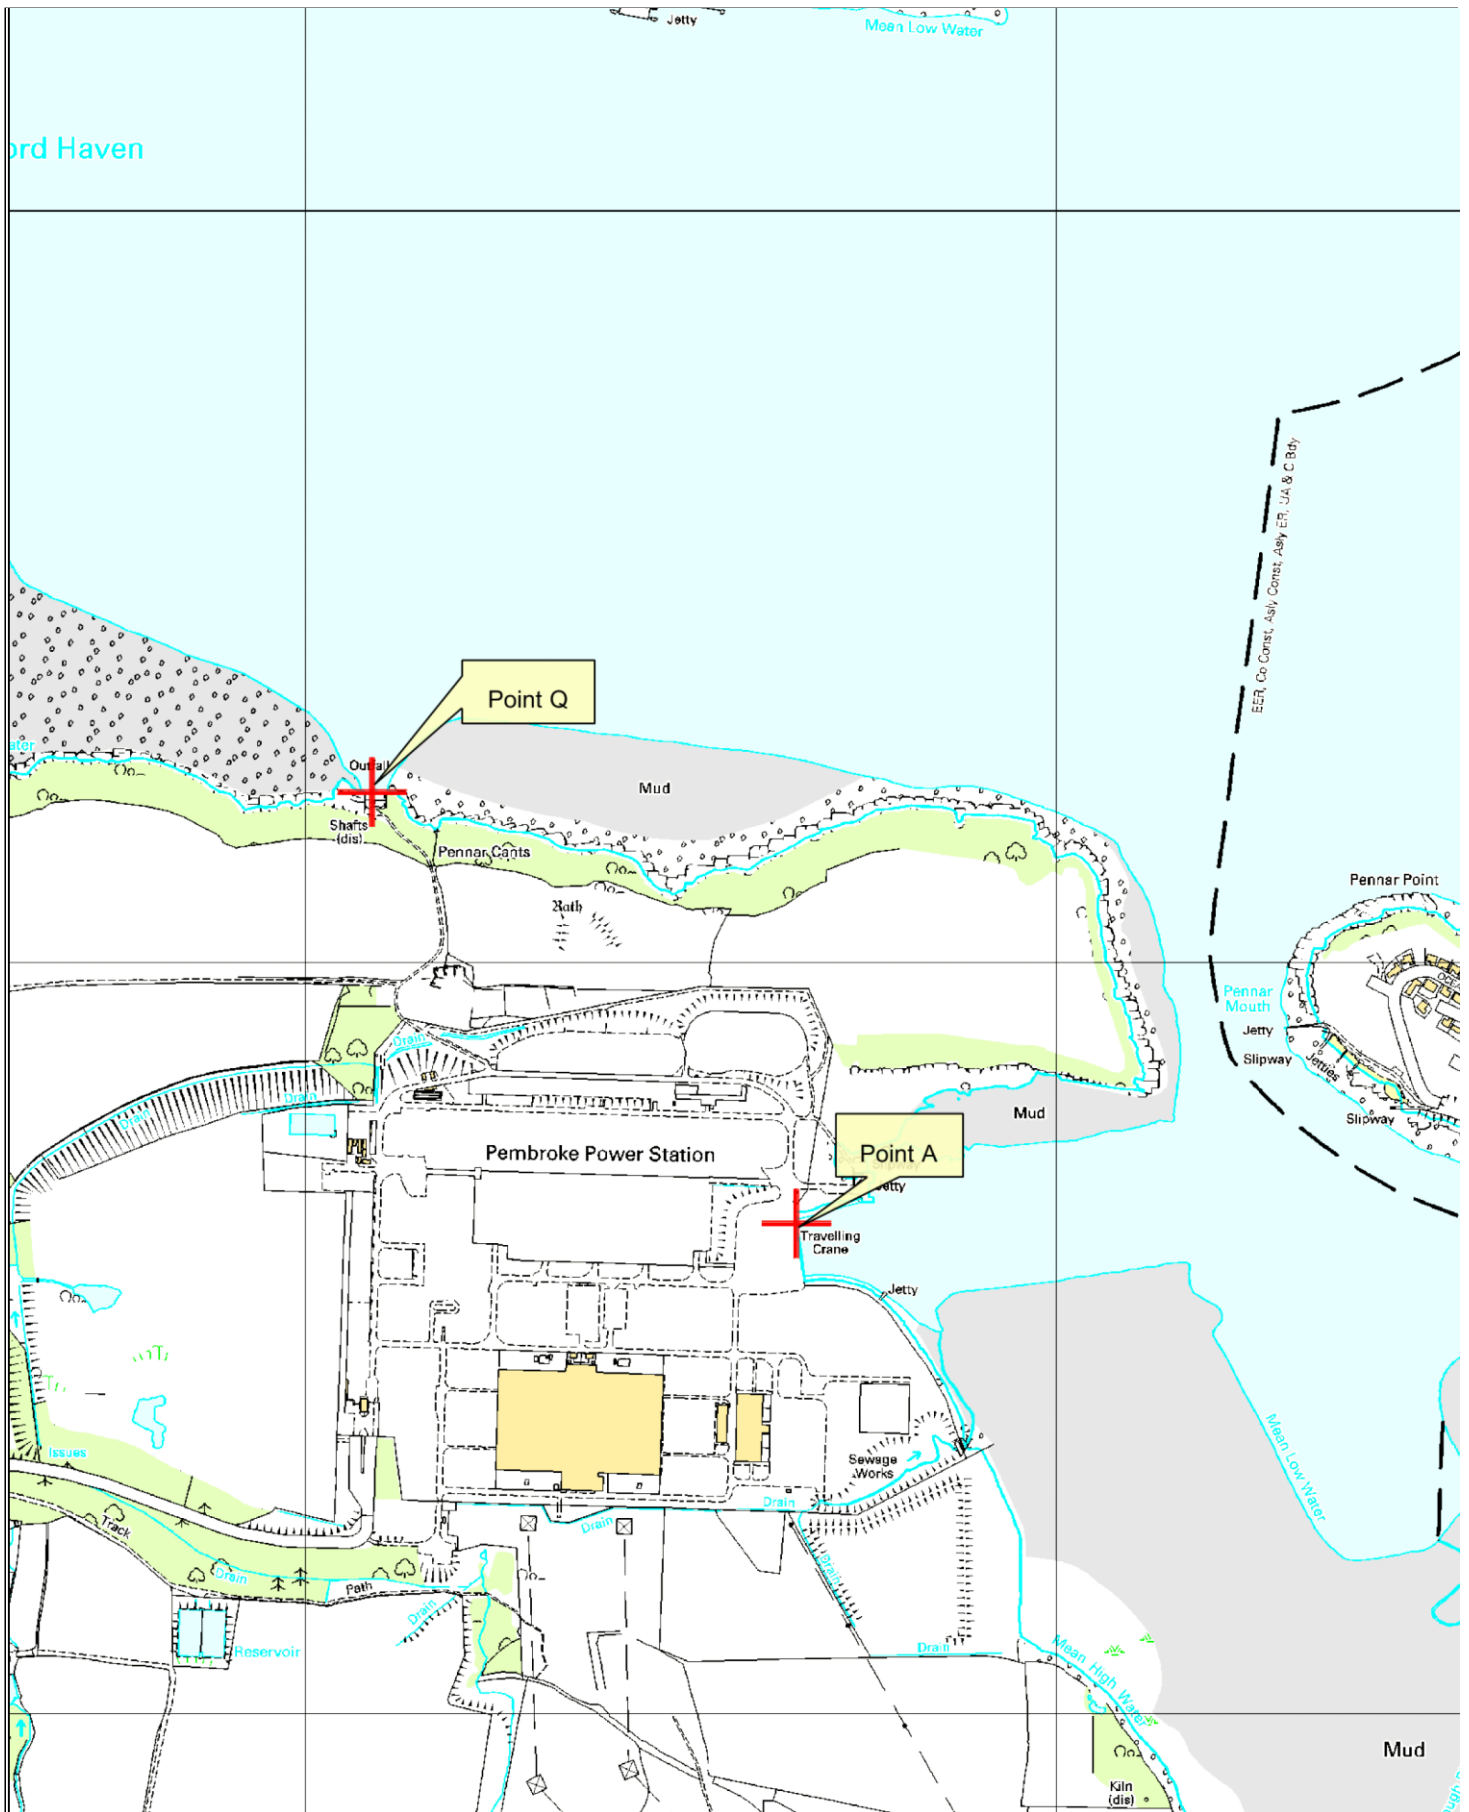 Jetty
Mean Low Water
ord Haven
EER, Co Const, Asly Const, Asly ER, UA & C Bdy
Point Q
ater
Outfall
Mud
Shafts
(dis)
Pennar Cants
Rath
Pennar Point
Pennar
Mouth
Jetty
Slipway
Jetties
Slipway
Drain
Drain
Drain
Mud
Pembroke Power Station
Point A
Slipway
Jetty
Travelling
Crane
Jetty
Issues
Mean Low Water
Sewage
Works
Drain
Drain
Track
Drain
Path
Drain
Drain
Reservoir
Drain
Mean High Water
Mud
Kiln
(dis)